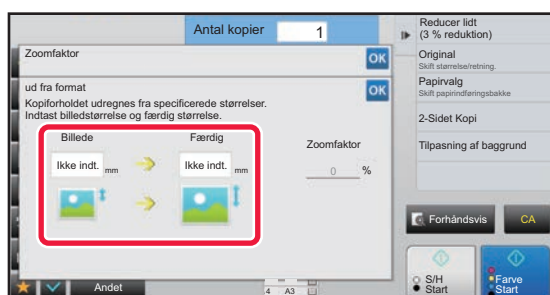 Antal kopier
1
Reducer lidt
(3 % reduktion)
Zoomfaktor
OK
Original
Skift størrelse/retning.
ud fra format
OK
Papirvalg
Skift papirindføringsbakke
Kopiforholdet udregnes fra specificerede størrelser.
Indtast billedstørrelse og færdig størrelse.
2-Sidet Kopi
Billede
Færdig
Zoomfaktor
Tilpasning af baggrund
Ikke indt. mm
Ikke indt. mm
0 %
Forhåndsvis
CA
S/H
Start
Farve
Start
Andet
4 A3